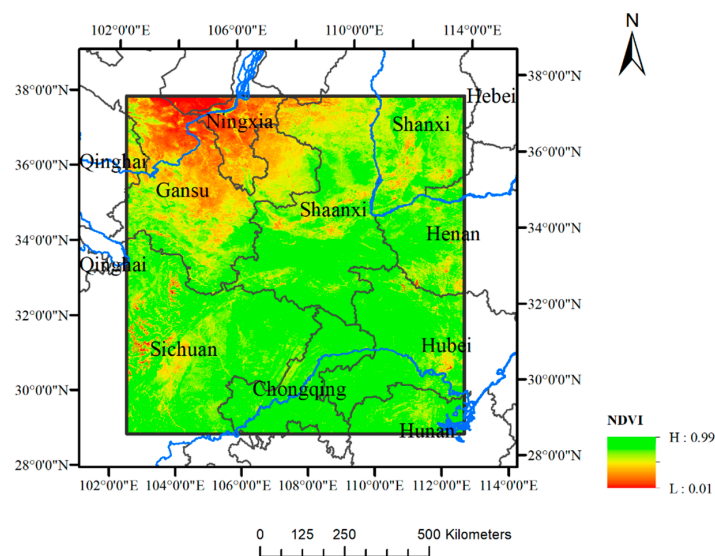 N
102°0'0"E 106°0'0"E 110°0'0"E 114°0'0"E
38°0'0"N
38°0'0"N
Hebei
Ningxia
Shanxi
36°0'0"N
36°0'0"N
Qinghar
Gansu
Shaanxi
34°0'0"N
34°0'0"N
Henan
Qinghai
32°0'0"N
32°0'0"N
Hubei
Sichuan
30°0'0"N
30°0'0"N
Chongqing
NDVI
Hunan
H : 0.99
28°0'0"N
28°0'0"N
L : 0.01
102°0'0"E 104°0'0"E 106°0'0"E 108°0'0"E 110°0'0"E 112°0'0"E 114°0'0"E
0 125 250 500 Kilometers